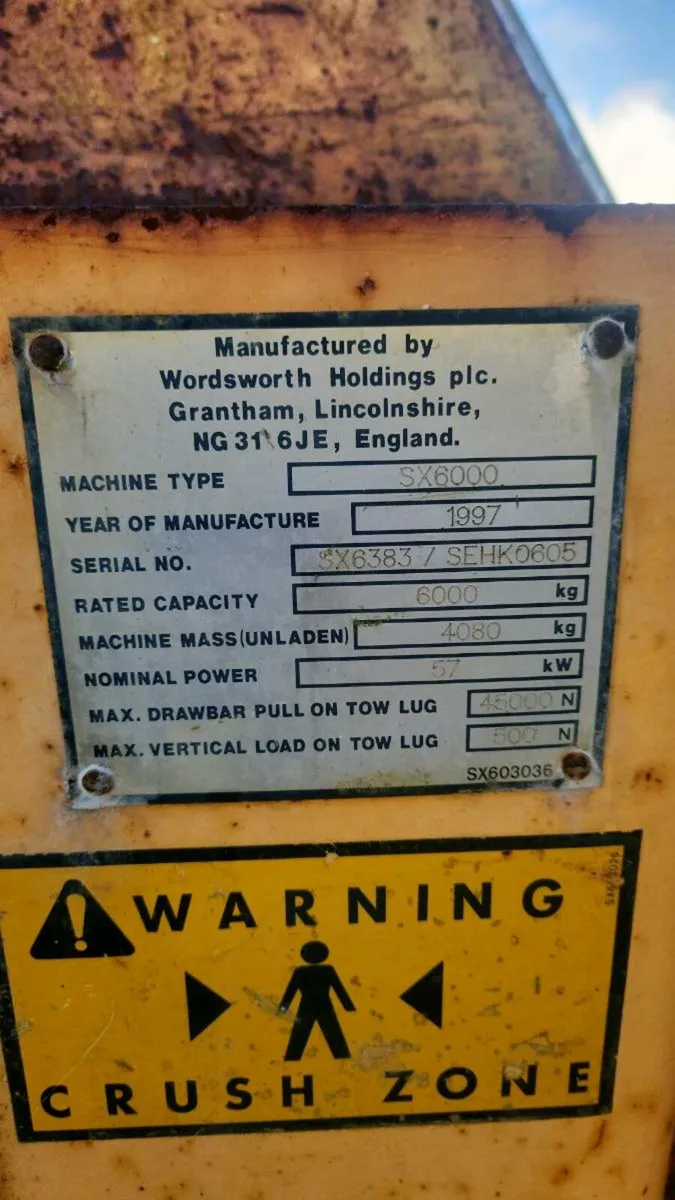 Manufactured by
Wordsworth Holdings plc.
Grantham, Lincolnshire,
NG31 6JE, England.
MACHINE TYPE SX6000
YEAR OF MANUFACTURE 1997
SERIAL NO. SX6383 / SEHK0605
RATED CAPACITY 6000 kg
MACHINE MASS (UNLADEN) 4080 kg
NOMINAL POWER 57 kW
MAX. DRAWBAR PULL ON TOW LUG 45000 N
MAX. VERTICAL LOAD ON TOW LUG 500 N
SX603036
WARNING
CRUSH ZONE